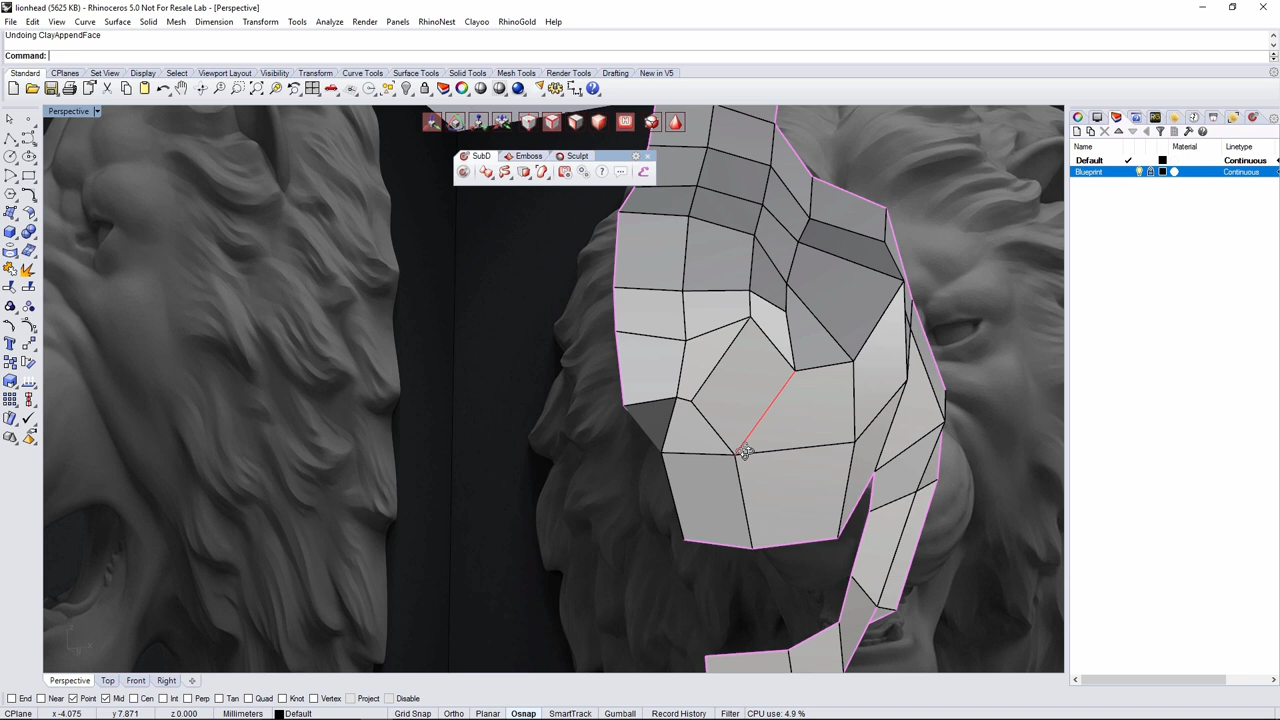 lionhead (5625 KB) - Rhinoceros 5.0 Not For Resale Lab - [Perspective]
File Edit View Curve Surface Solid Mesh Dimension Transform Tools Analyze Render Panels RhinoNest Clayoo RhinoGold Help
Undoing ClayAppendFace
Command:
Standard CPlanes Set View Display Select Viewport Layout Visibility Transform Curve Tools Surface Tools Solid Tools Mesh Tools Render Tools Drafting New in V5
Perspective
SubD Emboss Sculpt
Name Material Linetype
Default Continuous
Blueprint Continuous
Perspective Top Front Right
End Near Point Mid Cen Int Perp Tan Quad Knot Vertex Project Disable
CPlane x -4.075 y 7.871 z 0.000 Millimeters Default Grid Snap Ortho Planar Osnap SmartTrack Gumball Record History Filter CPU use: 4.9 %